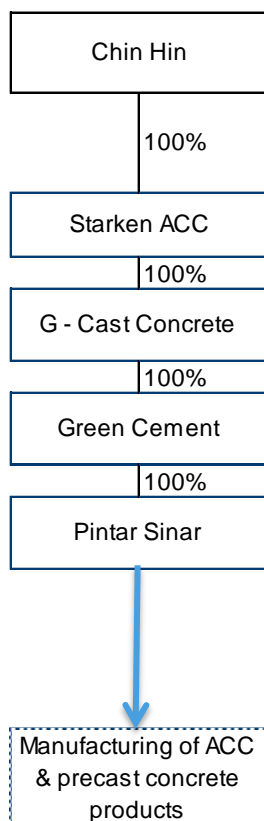 Chin Hin
100%
Starken ACC
100%
G - Cast Concrete
100%
Green Cement
100%
Pintar Sinar
Manufacturing of ACC
& precast concrete
products